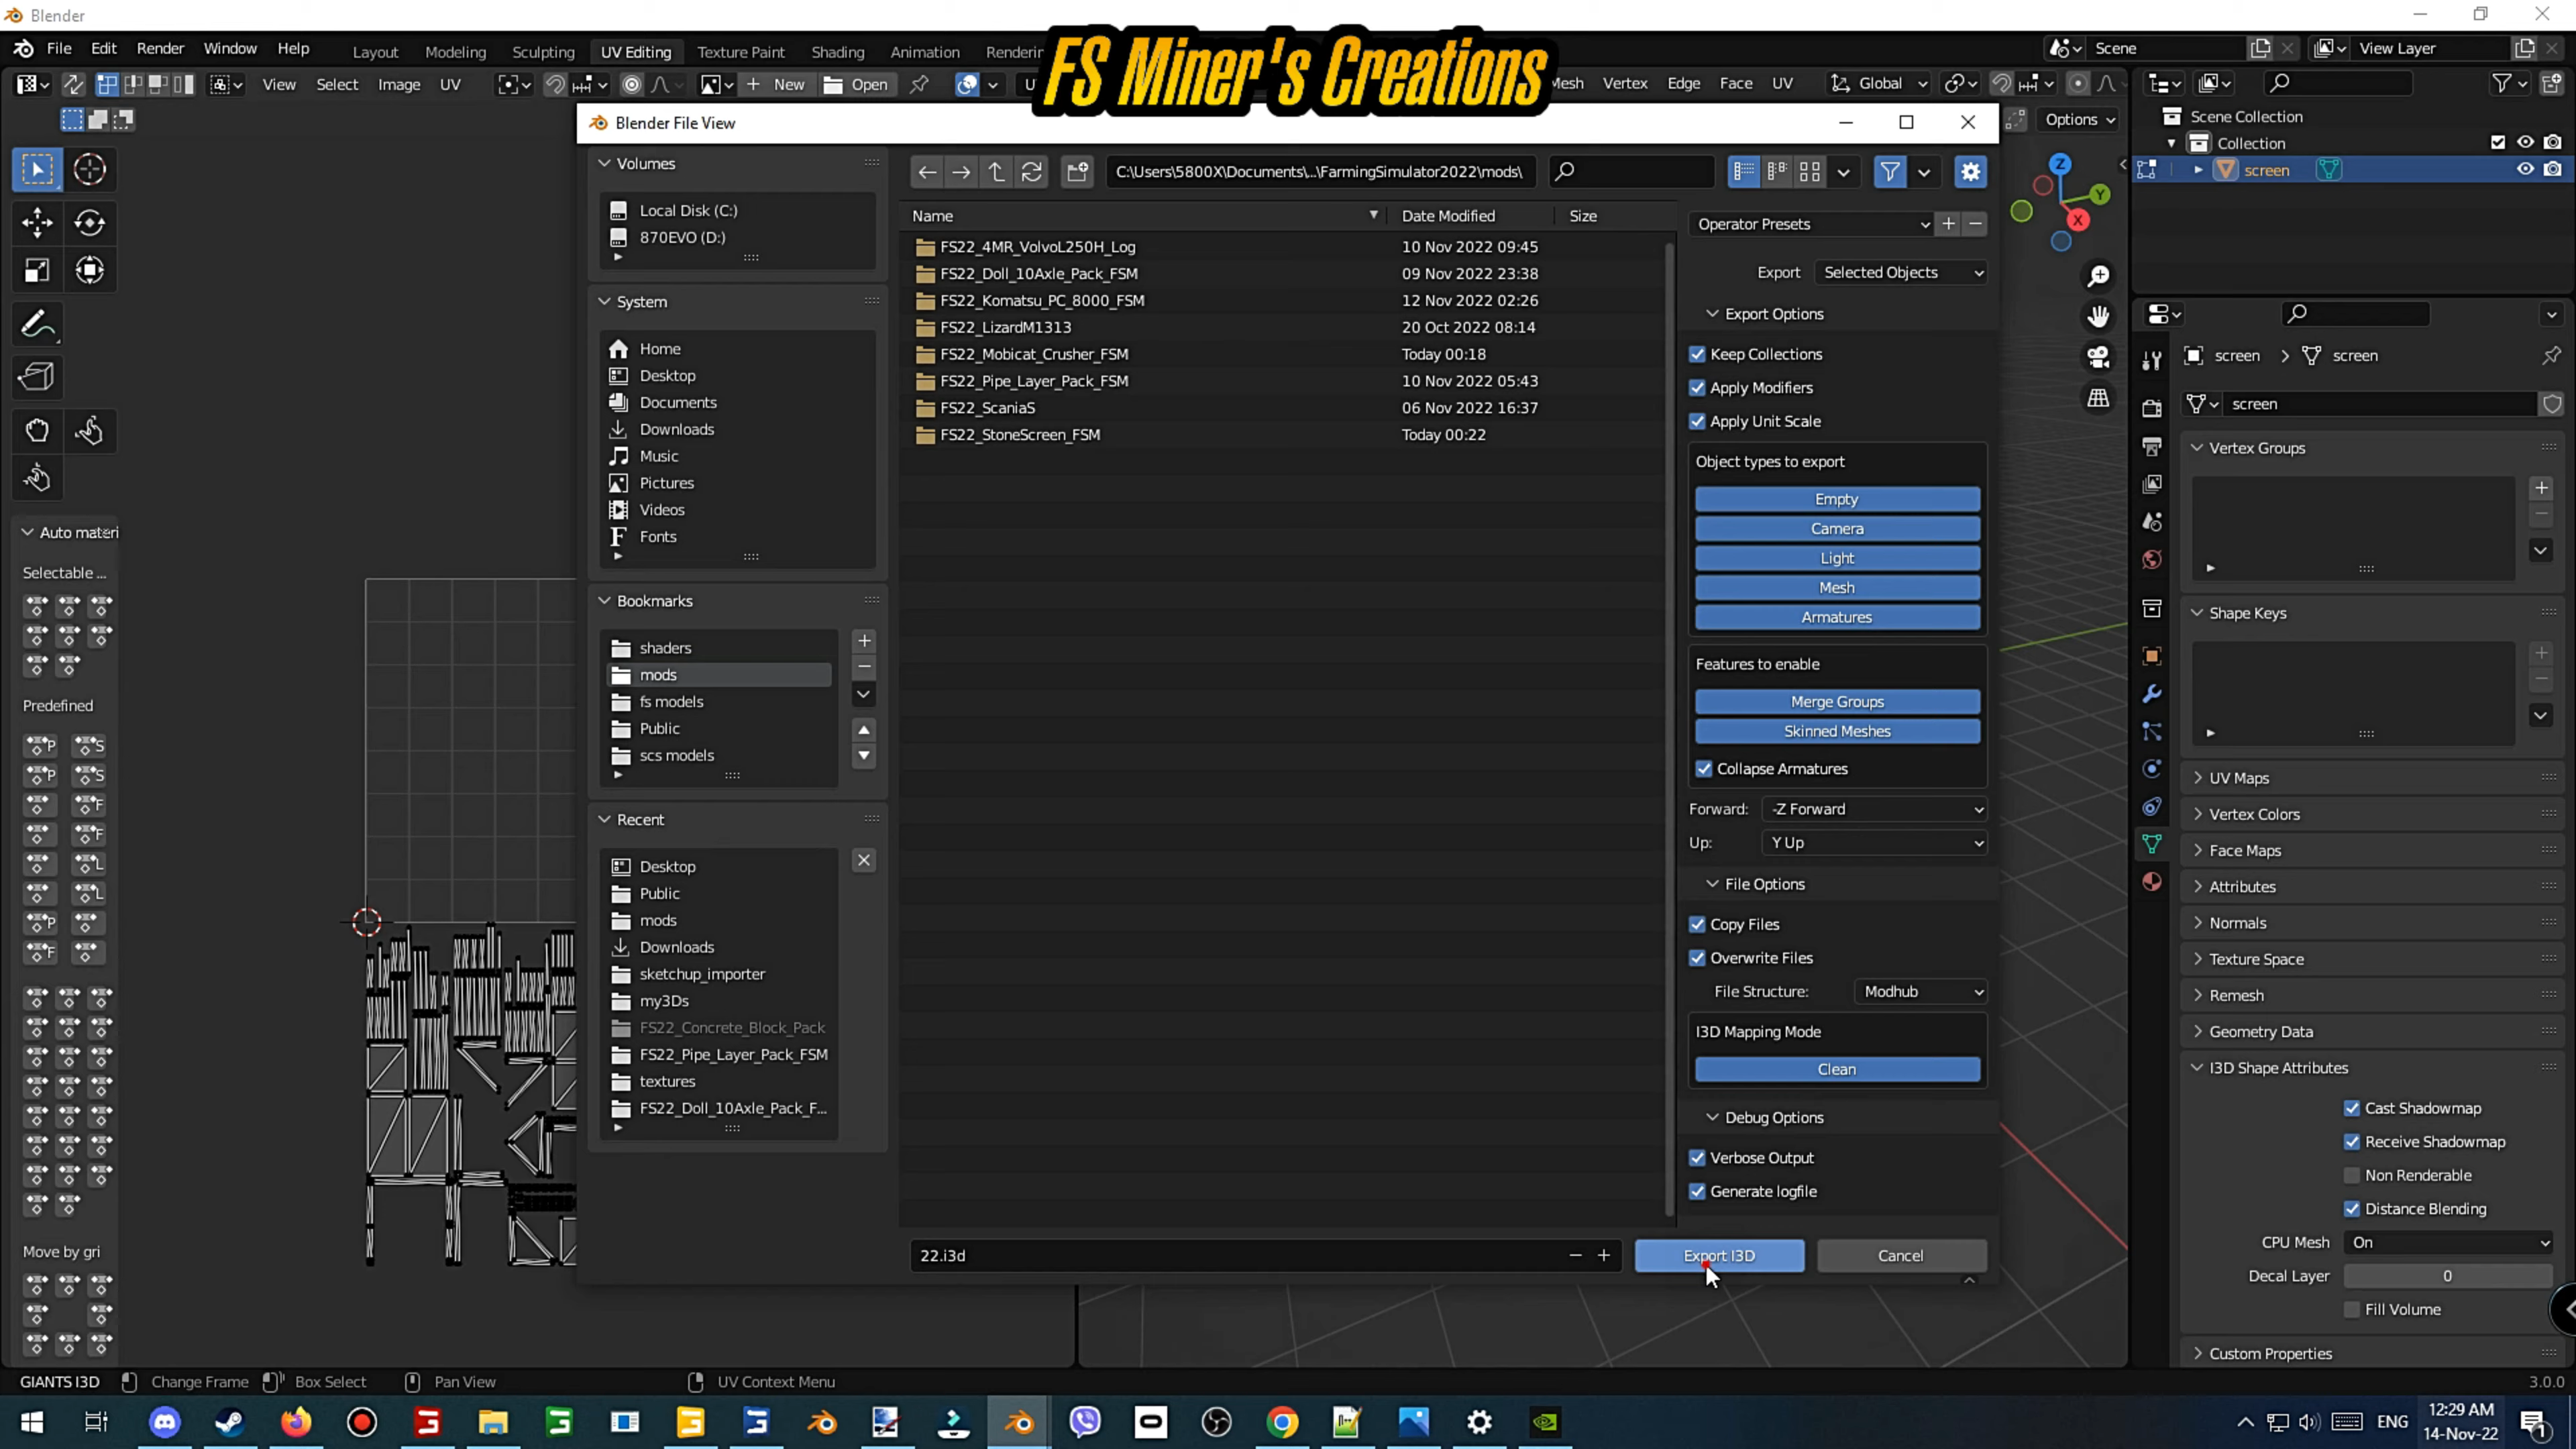 Blender
FS Miner's Creations
File Edit Render Window Help Layout Modeling Sculpting UV Editing Texture Paint Shading Animation
Scene View Layer
View Select Image UV New Open
Mesh Vertex Edge Face UV Global
Options
Scene Collection
Collection
screen
Blender File View
Volumes
Local Disk (C:)
870EVO (D:)
System
Home
Desktop
Documents
Downloads
Music
Pictures
Videos
Fonts
Bookmarks
shaders
mods
fs models
Public
scs models
Recent
Desktop
Public
mods
Downloads
sketchup_importer
my3Ds
FS22_Concrete_Block_Pack
FS22_Pipe_Layer_Pack_FSM
textures
FS22_Doll_10Axle_Pack_F...
C:\Users\5800X\Documents\...\FarmingSimulator2022\mods\
Name Date Modified Size
FS22_4MR_VolvoL250H_Log 10 Nov 2022 09:45
FS22_Doll_10Axle_Pack_FSM 09 Nov 2022 23:38
FS22_Komatsu_PC_8000_FSM 12 Nov 2022 02:26
FS22_LizardM1313 20 Oct 2022 08:14
FS22_Mobicat_Crusher_FSM Today 00:18
FS22_Pipe_Layer_Pack_FSM 10 Nov 2022 05:43
FS22_ScaniaS 06 Nov 2022 16:37
FS22_StoneScreen_FSM Today 00:22
22.i3d
Export I3D Cancel
Operator Presets
Export Selected Objects
Export Options
Keep Collections
Apply Modifiers
Apply Unit Scale
Object types to export
Empty
Camera
Light
Mesh
Armatures
Features to enable
Merge Groups
Skinned Meshes
Collapse Armatures
Forward: -Z Forward
Up: Y Up
File Options
Copy Files
Overwrite Files
File Structure: Modhub
I3D Mapping Mode
Clean
Debug Options
Verbose Output
Generate logfile
Auto materi
Selectable ...
Predefined
P S
P S
F
F
L
L
P
F
Move by gri
screen screen
screen
Vertex Groups
Shape Keys
UV Maps
Vertex Colors
Face Maps
Attributes
Normals
Texture Space
Remesh
Geometry Data
I3D Shape Attributes
Cast Shadowmap
Receive Shadowmap
Non Renderable
Distance Blending
CPU Mesh On
Decal Layer 0
Fill Volume
Custom Properties
GIANTS I3D Change Frame Box Select Pan View UV Context Menu 3.0.0
ENG 12:29 AM
14-Nov-22